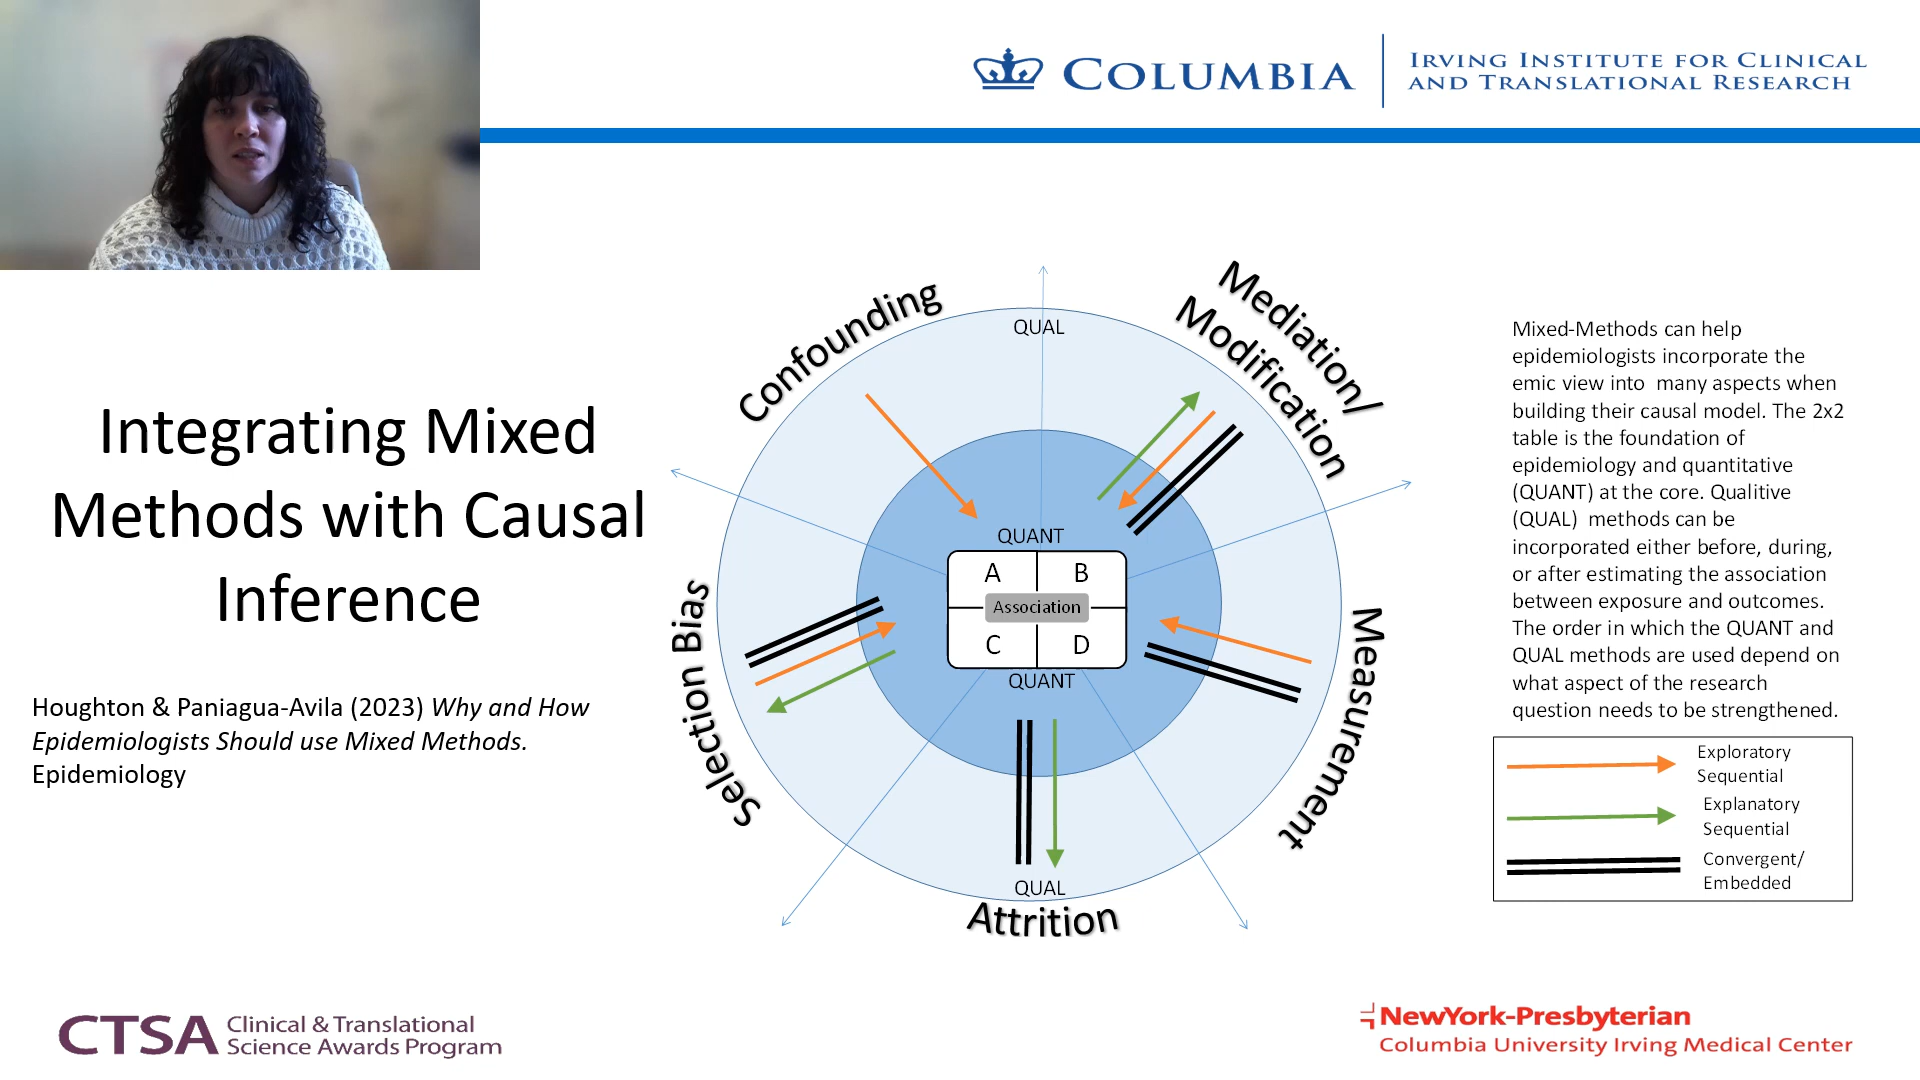 COLUMBIA
IRVING INSTITUTE FOR CLINICAL
AND TRANSLATIONAL RESEARCH
Integrating Mixed
Methods with Causal
Inference
Houghton & Paniagua-Avila (2023) Why and How
Epidemiologists Should use Mixed Methods.
Epidemiology
Confounding
Mediation/
Modification
Measurement
Attrition
Selection Bias
QUAL
QUANT
A B
Association
C D
QUANT
QUAL
Mixed-Methods can help
epidemiologists incorporate the
emic view into many aspects when
building their causal model. The 2x2
table is the foundation of
epidemiology and quantitative
(QUANT) at the core. Qualitive
(QUAL) methods can be
incorporated either before, during,
or after estimating the association
between exposure and outcomes.
The order in which the QUANT and
QUAL methods are used depend on
what aspect of the research
question needs to be strengthened.
Exploratory
Sequential
Explanatory
Sequential
Convergent/
Embedded
CTSA
Clinical & Translational
Science Awards Program
NewYork-Presbyterian
Columbia University Irving Medical Center